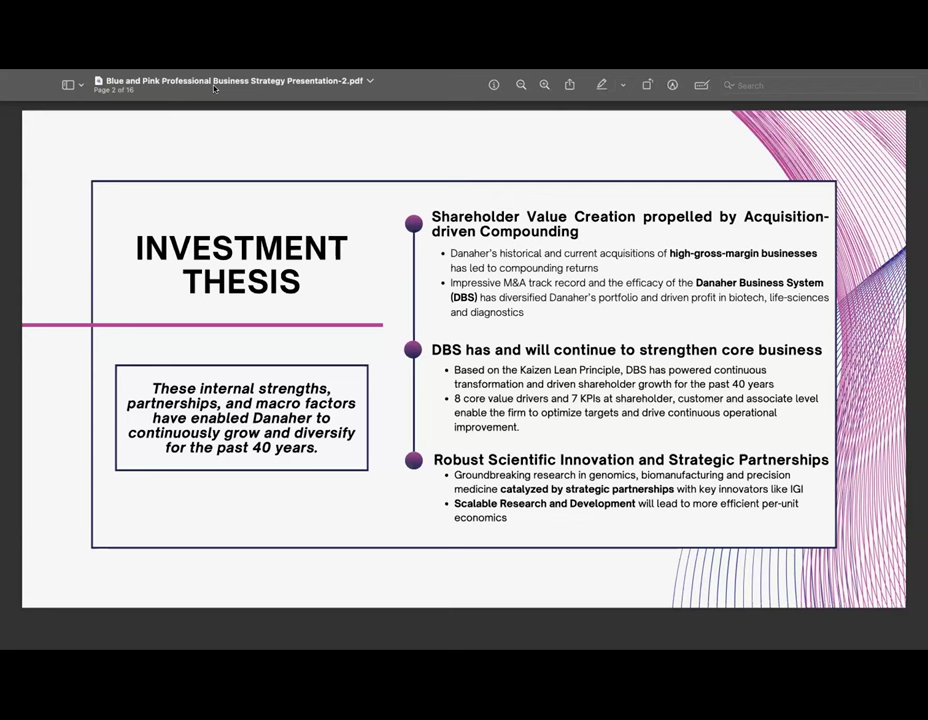 Blue and Pink Professional Business Strategy Presentation-2.pdf
Page 2 of 16
Search
INVESTMENT
THESIS
These internal strengths,
partnerships, and macro factors
have enabled Danaher to
continuously grow and diversify
for the past 40 years.
Shareholder Value Creation propelled by Acquisition-
driven Compounding
• Danaher's historical and current acquisitions of high-gross-margin businesses
has led to compounding returns
• Impressive M&A track record and the efficacy of the Danaher Business System
(DBS) has diversified Danaher's portfolio and driven profit in biotech, life-sciences
and diagnostics
DBS has and will continue to strengthen core business
• Based on the Kaizen Lean Principle, DBS has powered continuous
transformation and driven shareholder growth for the past 40 years
• 8 core value drivers and 7 KPIs at shareholder, customer and associate level
enable the firm to optimize targets and drive continuous operational
improvement.
Robust Scientific Innovation and Strategic Partnerships
• Groundbreaking research in genomics, biomanufacturing and precision
medicine catalyzed by strategic partnerships with key innovators like IGI
• Scalable Research and Development will lead to more efficient per-unit
economics